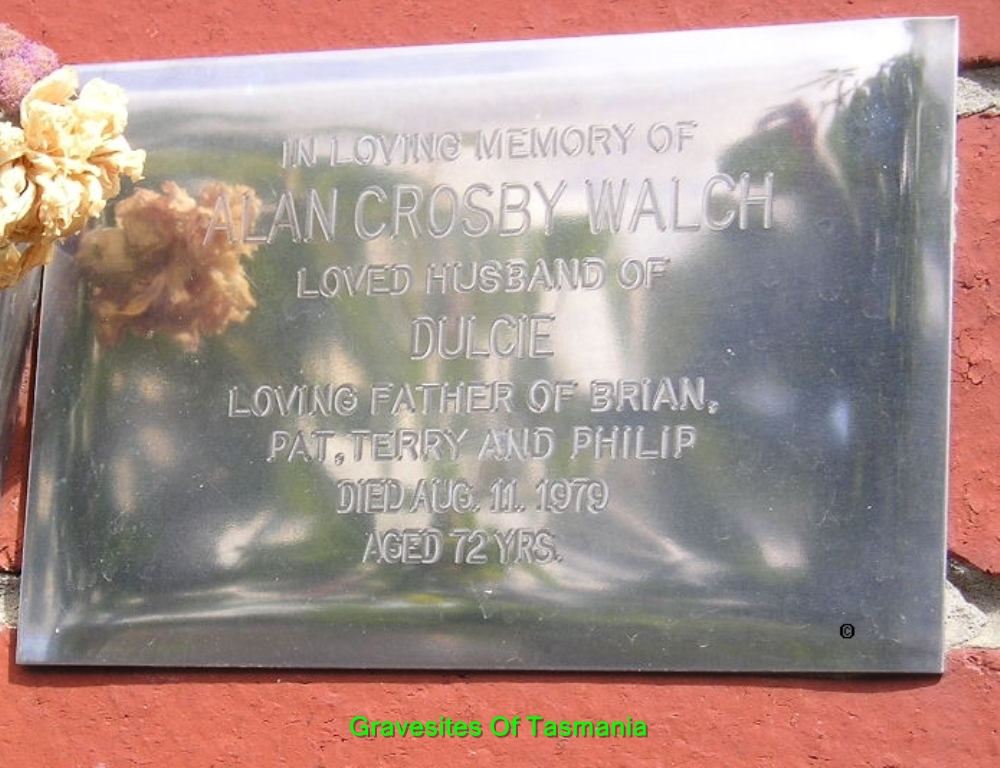 IN LOVING MEMORY OF
ALAN CROSBY WALCH
LOVED HUSBAND OF
DULCIE
LOVING FATHER OF BRIAN,
PAT, TERRY AND PHILIP
DIED AUG. 11. 1979
AGED 72 YRS.
©
Gravesites Of Tasmania